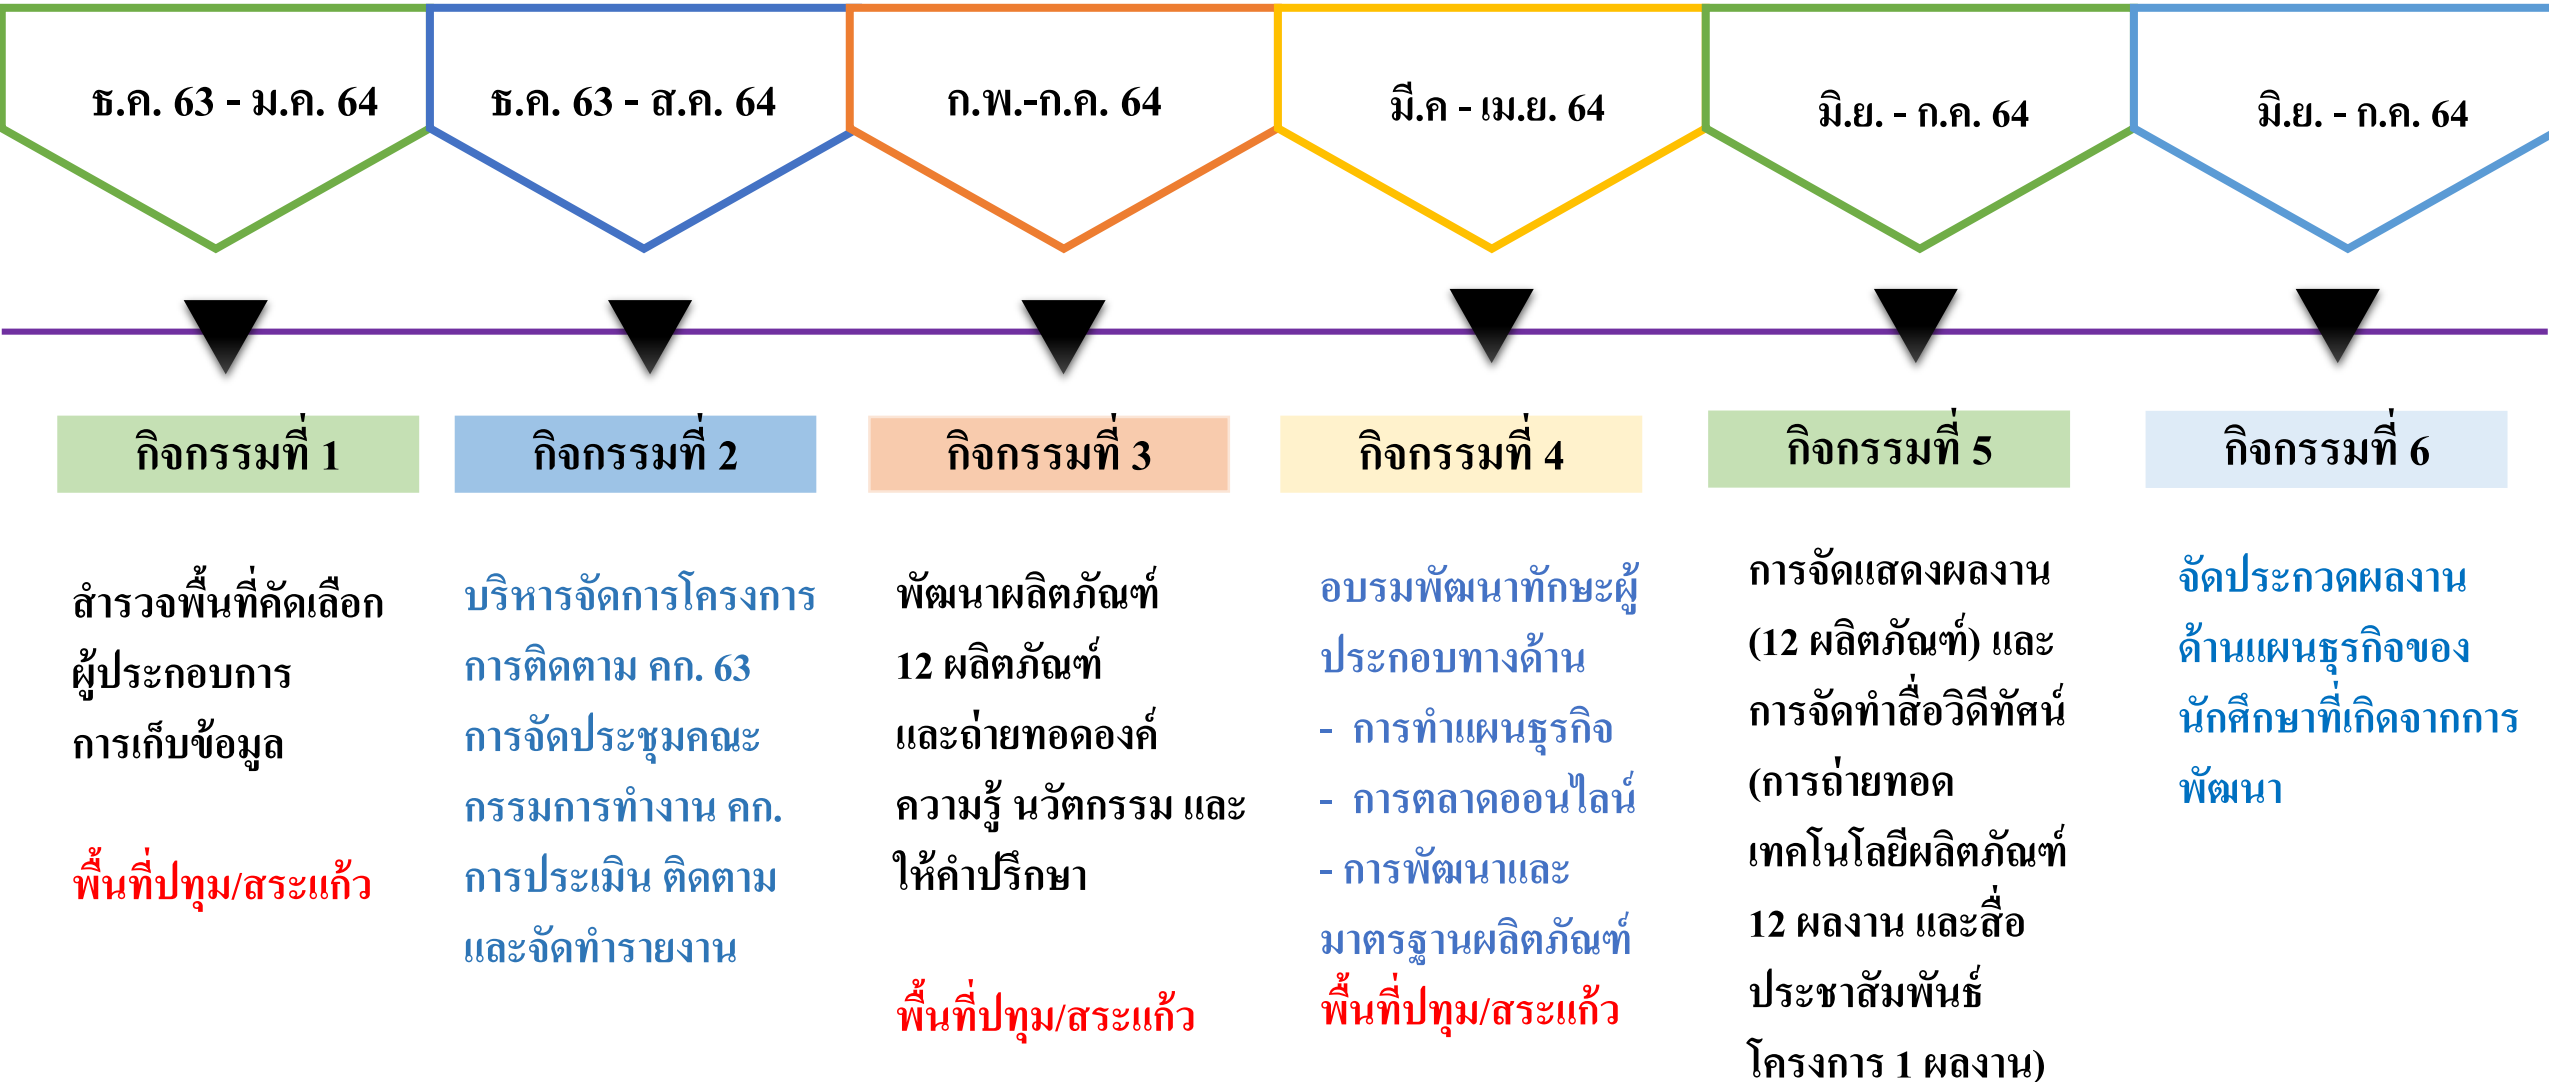 ธ.ค. 63 - ม.ค. 64
ธ.ค. 63 - ส.ค. 64
ก.พ.-ก.ค. 64
มี.ค - เม.ย. 64
มิ.ย. - ก.ค. 64
มิ.ย. - ก.ค. 64
กิจกรรมที่ 1
สำรวจพื้นที่คัดเลือก
ผู้ประกอบการ
การเก็บข้อมูล
พื้นที่ปทุม/สระแก้ว
กิจกรรมที่ 2
บริหารจัดการโครงการ
การติดตาม คก. 63
การจัดประชุมคณะ
กรรมการทำงาน คก.
การประเมิน ติดตาม
และจัดทำรายงาน
กิจกรรมที่ 3
พัฒนาผลิตภัณฑ์
12 ผลิตภัณฑ์
และถ่ายทอดองค์
ความรู้ นวัตกรรม และ
ให้คำปรึกษา
พื้นที่ปทุม/สระแก้ว
กิจกรรมที่ 4
อบรมพัฒนาทักษะผู้
ประกอบทางด้าน
- การทำแผนธุรกิจ
- การตลาดออนไลน์
- การพัฒนาและ
มาตรฐานผลิตภัณฑ์
พื้นที่ปทุม/สระแก้ว
กิจกรรมที่ 5
การจัดแสดงผลงาน
(12 ผลิตภัณฑ์) และ
การจัดทำสื่อวิดีทัศน์
(การถ่ายทอด
เทคโนโลยีผลิตภัณฑ์
12 ผลงาน และสื่อ
ประชาสัมพันธ์
โครงการ 1 ผลงาน)
กิจกรรมที่ 6
จัดประกวดผลงาน
ด้านแผนธุรกิจของ
นักศึกษาที่เกิดจากการ
พัฒนา